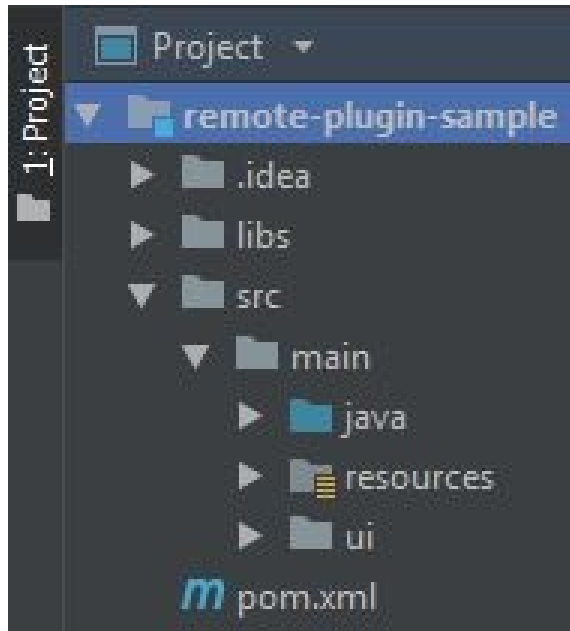 1: Project
Project
remote-plugin-sample
.idea
libs
src
main
java
resources
ui
m pom.xml